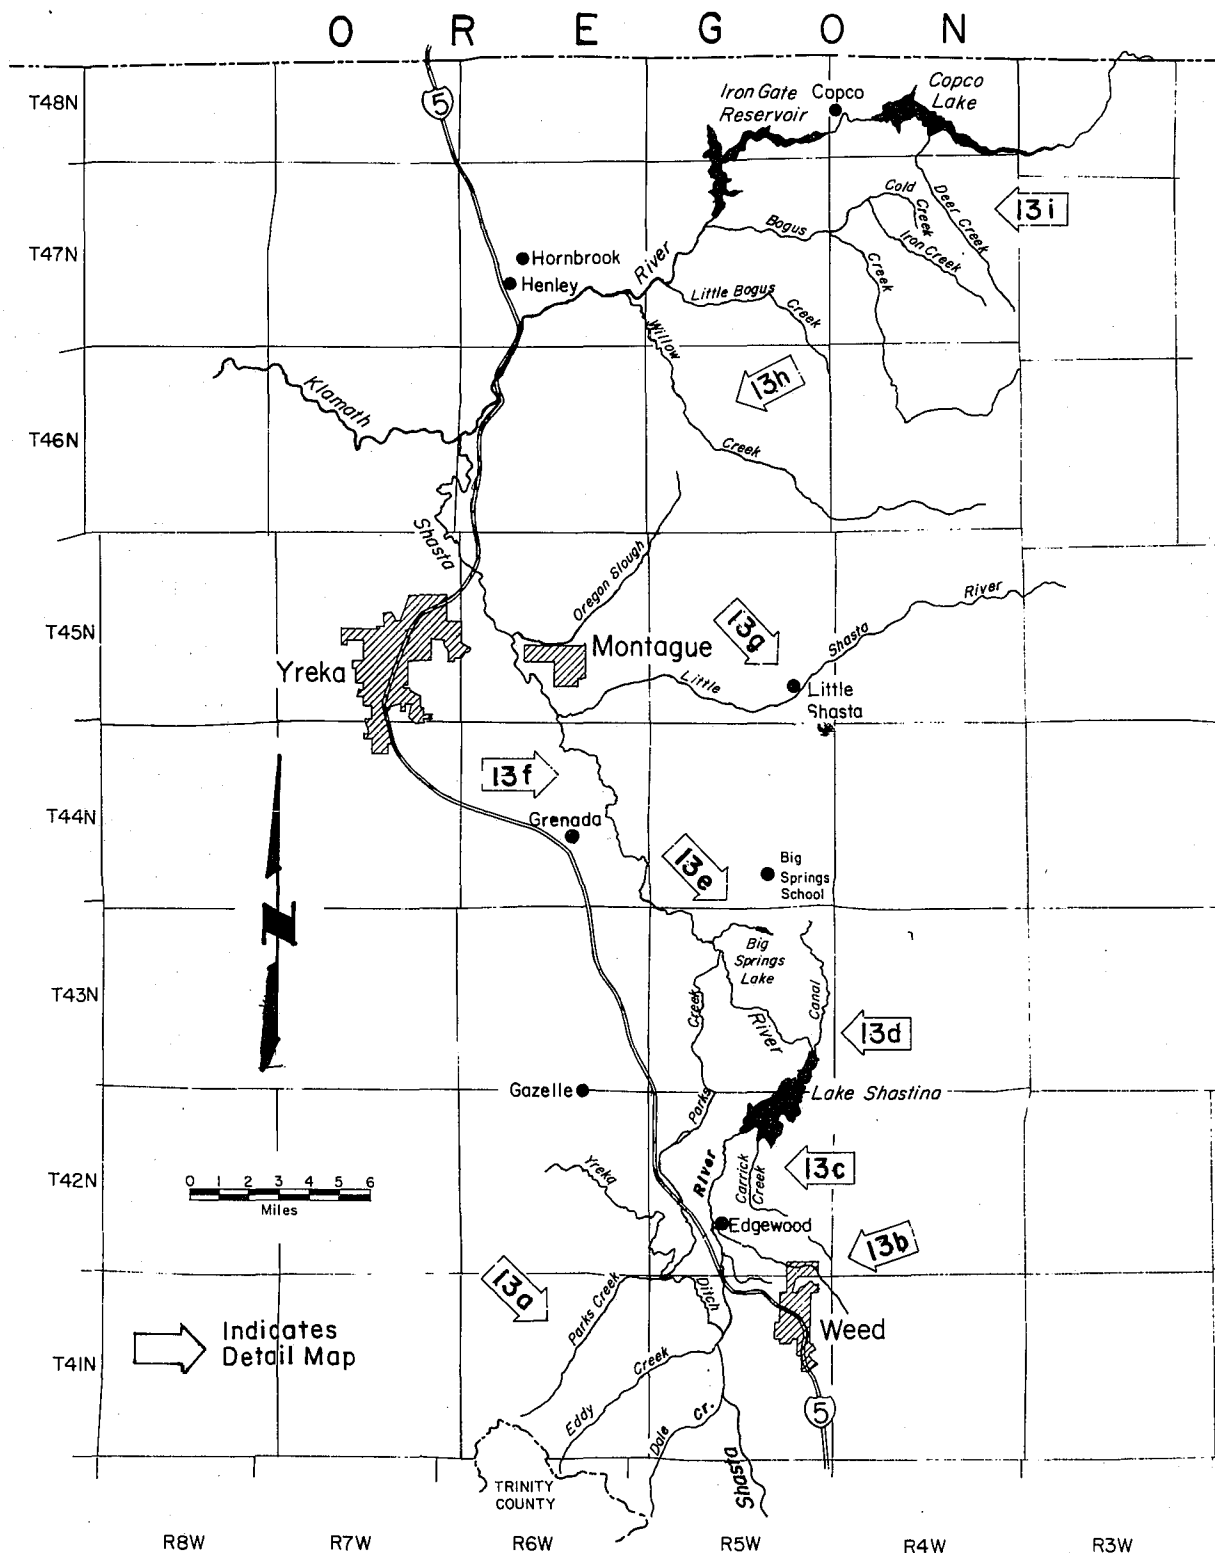 OREGON
5
T48N
Iron Gate
Reservoir
Copco
Copco
Lake
13i
Cold
Creek
Deer Creek
Iron Creek
Bogus
Creek
T47N
Hornbrook
Henley
River
Little Bogus
Creek
Willow
Creek
13h
Klamath
T46N
Shasta
Oregon Slough
T45N
Yreka
Montague
13g
Little
Shasta
River
Little
Shasta
13f
T44N
Grenada
13e
Big
Springs
School
Big
Springs
Lake
T43N
Creek
River
Canal
13d
Gazelle
Parks
Lake Shastina
T42N
0 1 2 3 4 5 6
Miles
Yreka
River
Carrick
Creek
13c
Edgewood
13b
13a
Parks Creek
Ditch
Indicates
Detail Map
Weed
T41N
Creek
Eddy
Dale
Cr.
5
Shasta
TRINITY
COUNTY
R8W R7W R6W R5W R4W R3W